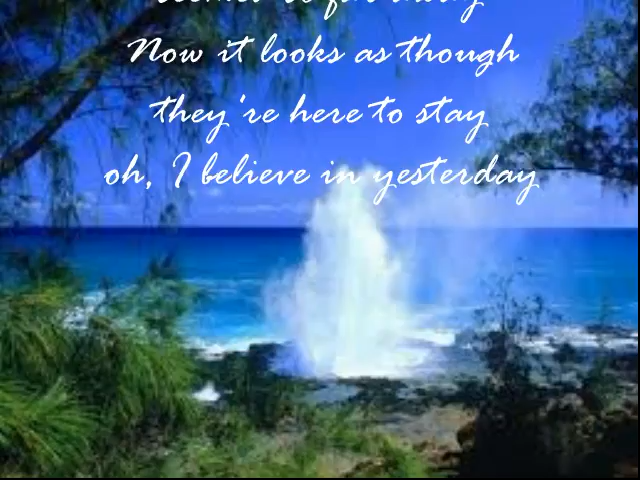 Now it looks as though
they're here to stay
oh, I believe in yesterday